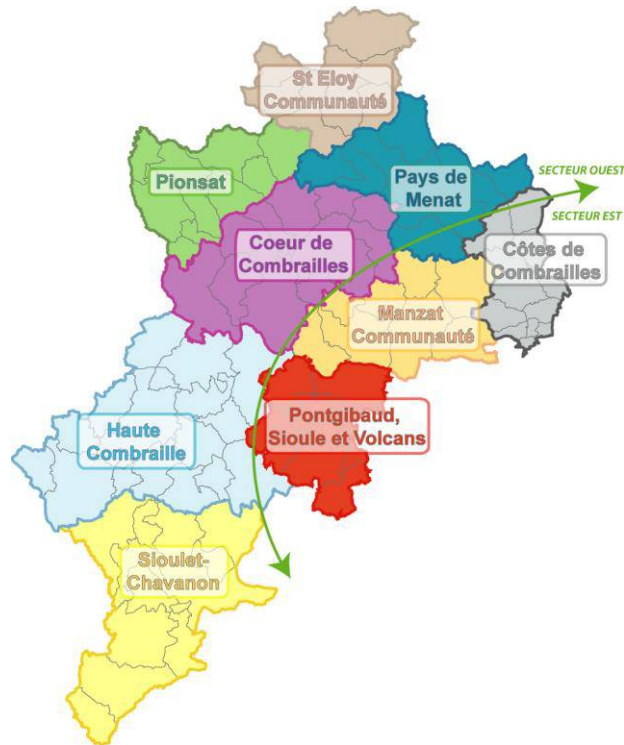 St Eloy
Communauté
Pionsat
Pays de
Menat
SECTEUR OUEST
SECTEUR EST
Coeur de
Combrailles
Côtes de
Combrailles
Manzat
Communauté
Pontgibaud,
Sioule et Volcans
Haute
Combraille
Sioulet-
Chavanon